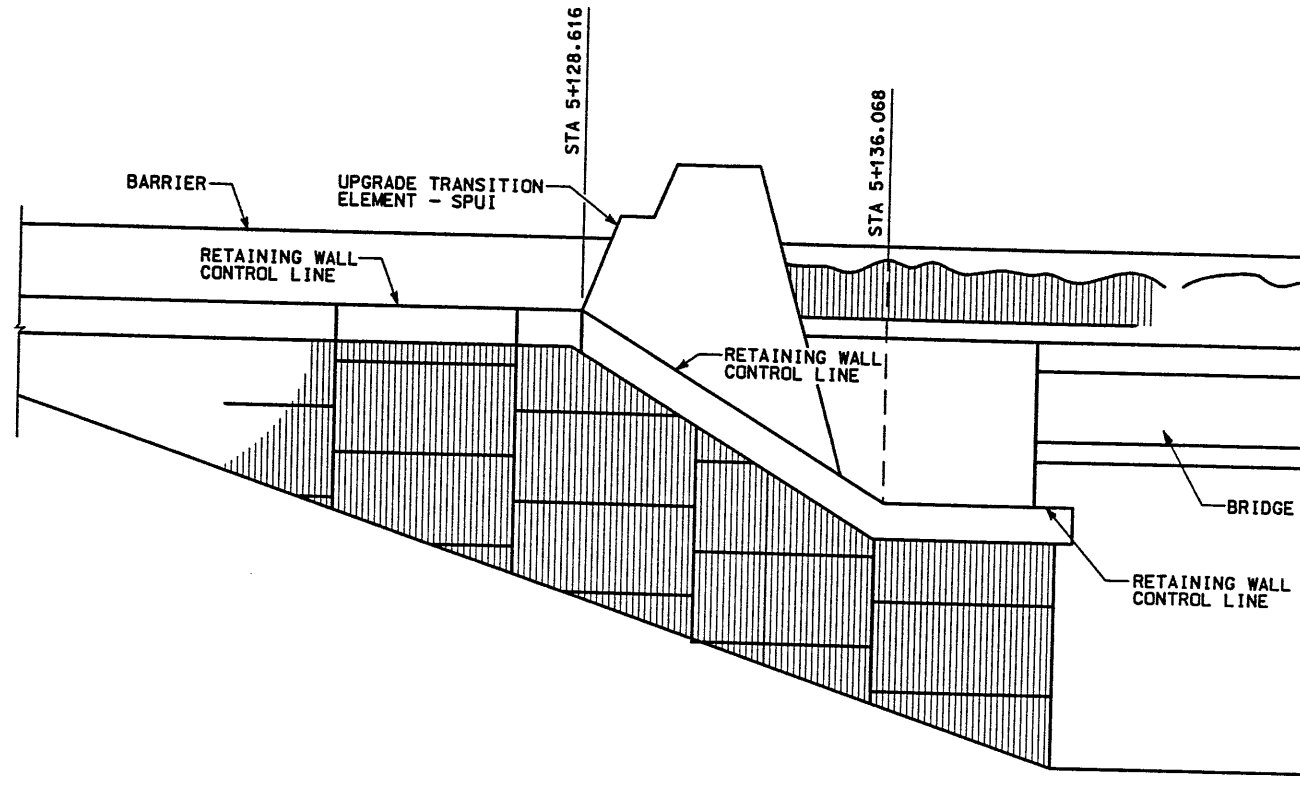 STA 5+128.616
STA 5+136.068
BARRIER
UPGRADE TRANSITION
ELEMENT - SPUI
RETAINING WALL
CONTROL LINE
RETAINING WALL
CONTROL LINE
BRIDGE
RETAINING WALL
CONTROL LINE